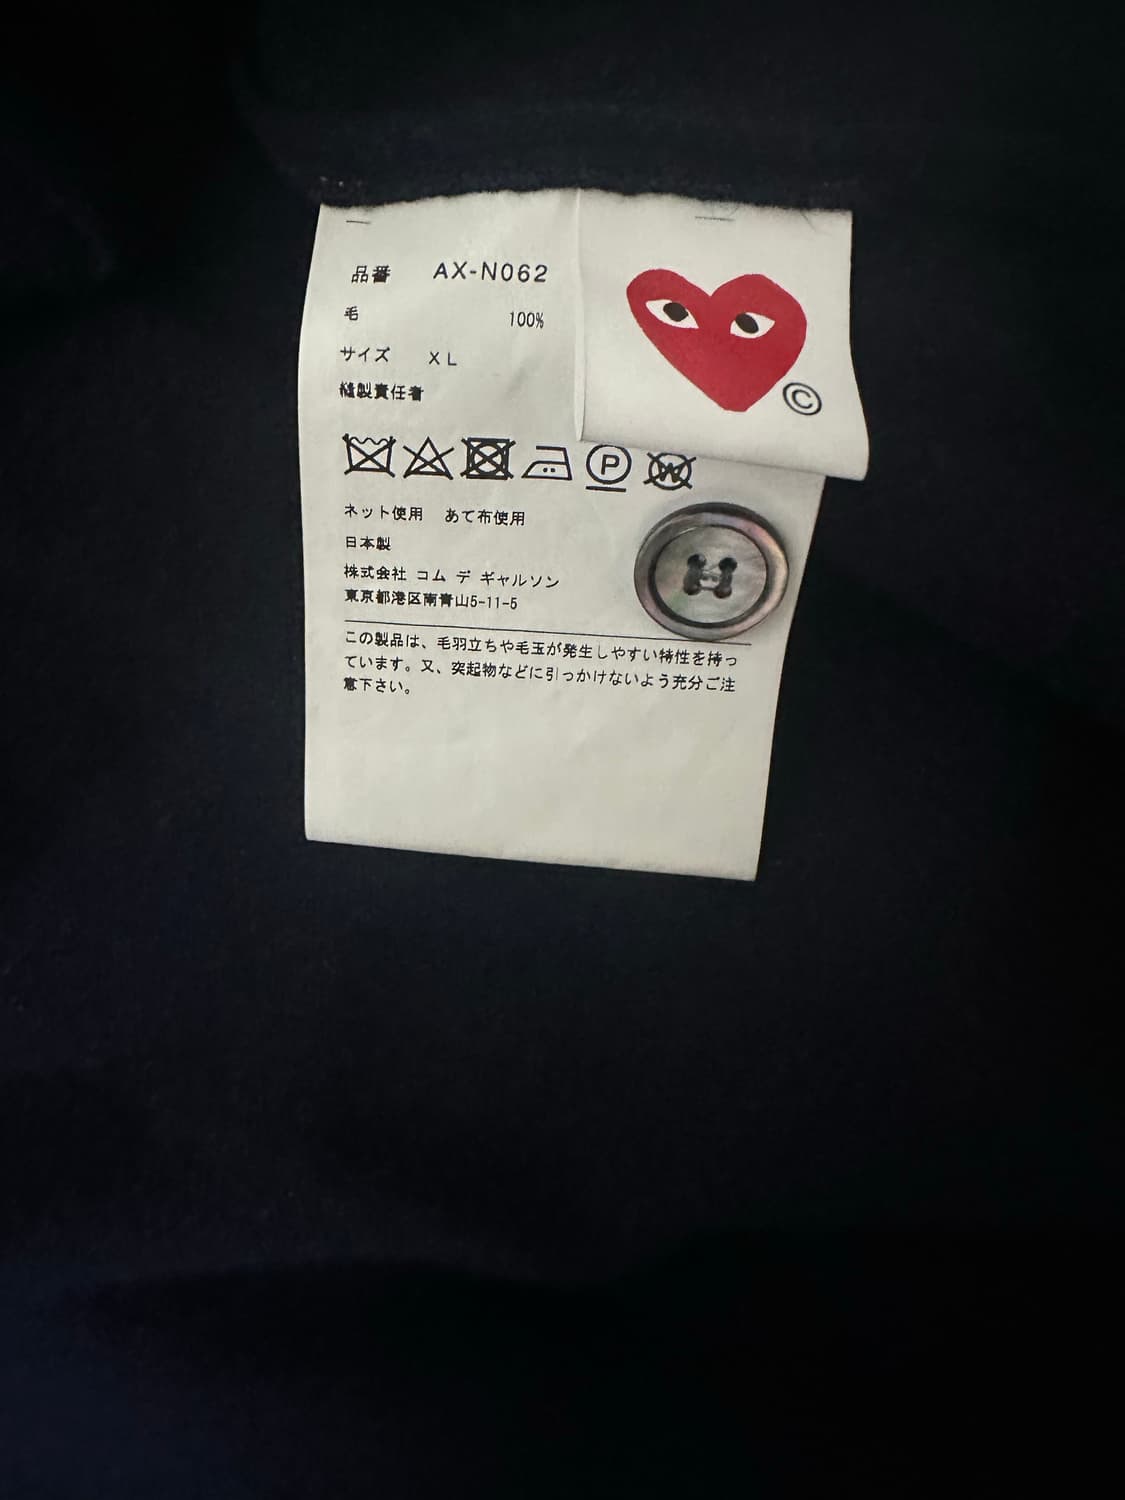 品番 AX-N062
毛 100%
サイズ XL
縫製責任者
P W
ネット使用 あて布使用
日本製
株式会社 コム デ ギャルソン
東京都港区南青山5-11-5
この製品は、毛羽立ちや毛玉が発生しやすい特性を持っ
ています。又、突起物などに引っかけないよう充分ご注
意下さい。
©